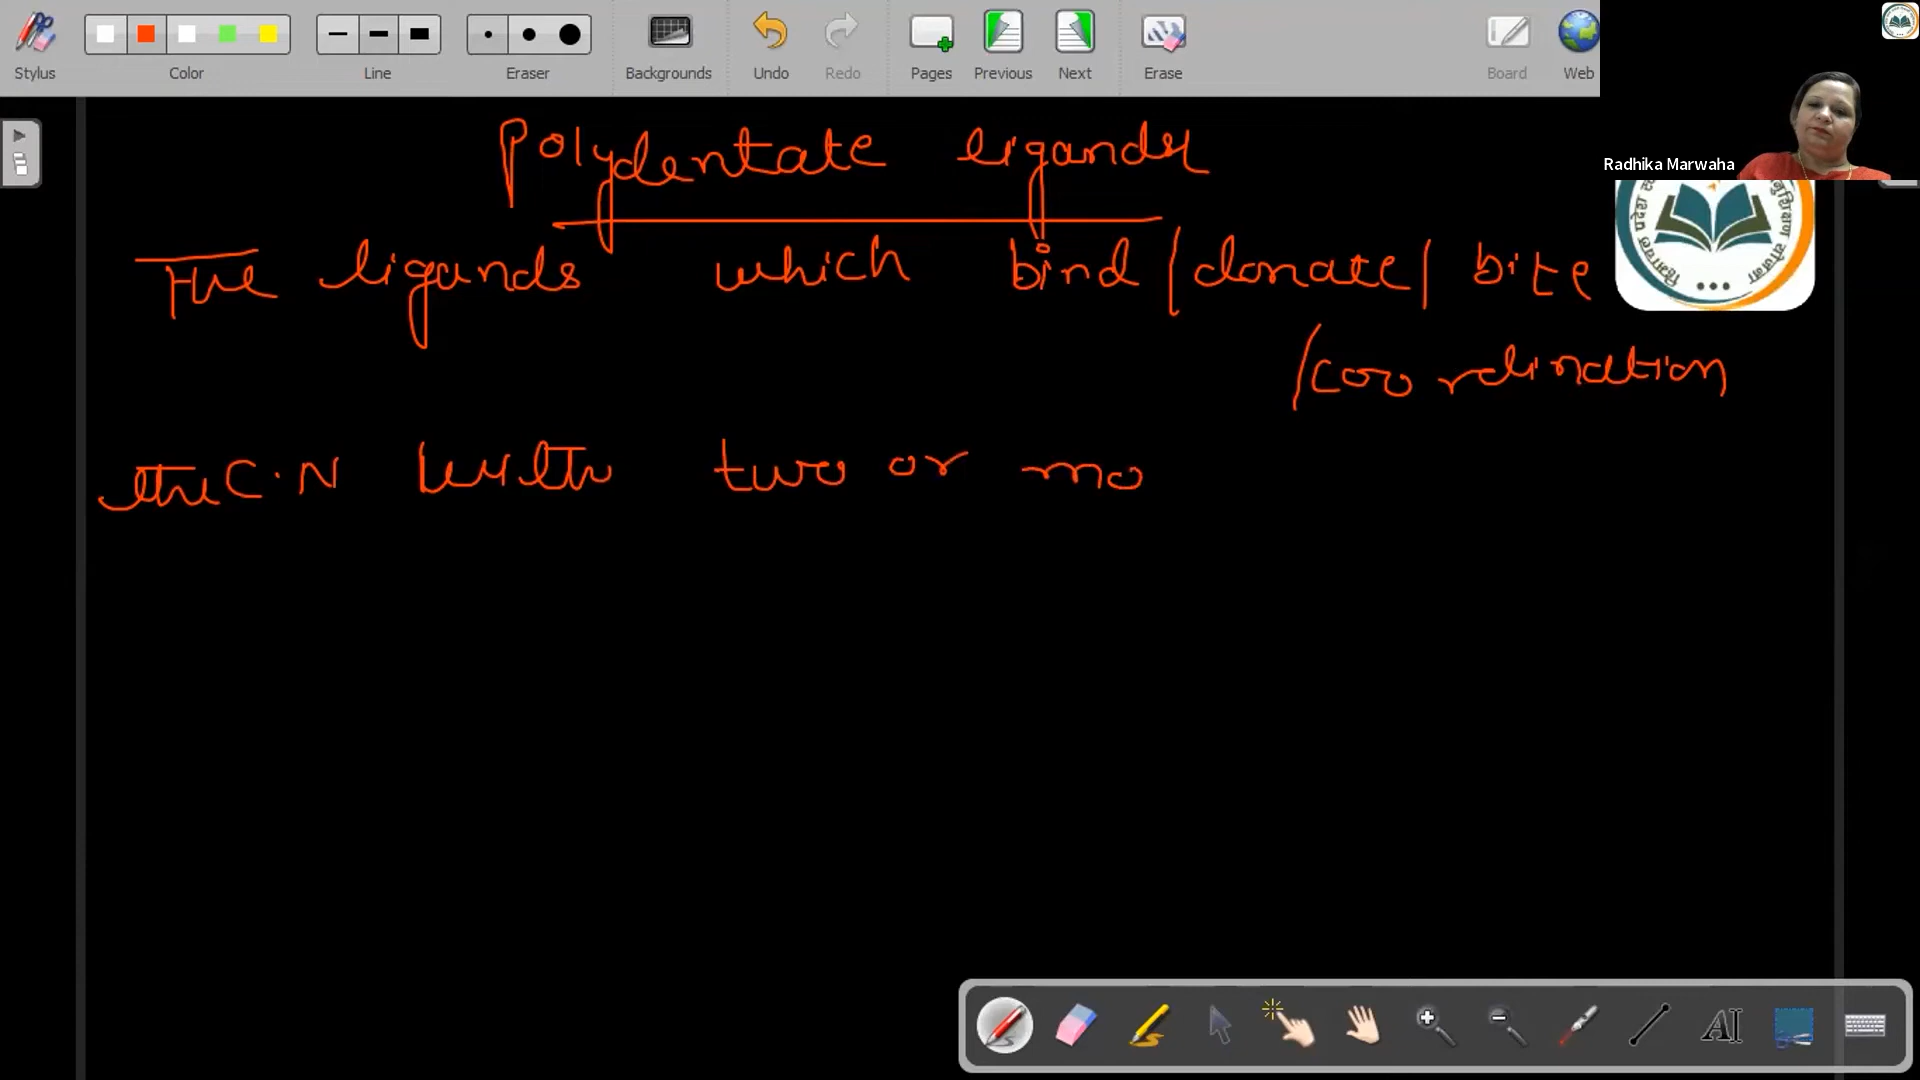 Stylus Color Line Eraser Backgrounds Undo Redo Pages Previous Next Erase Board Web
Radhika Marwaha
Polydentate ligands
The ligands which bind / donate / bite
/ coordination
the C.N with two or mo